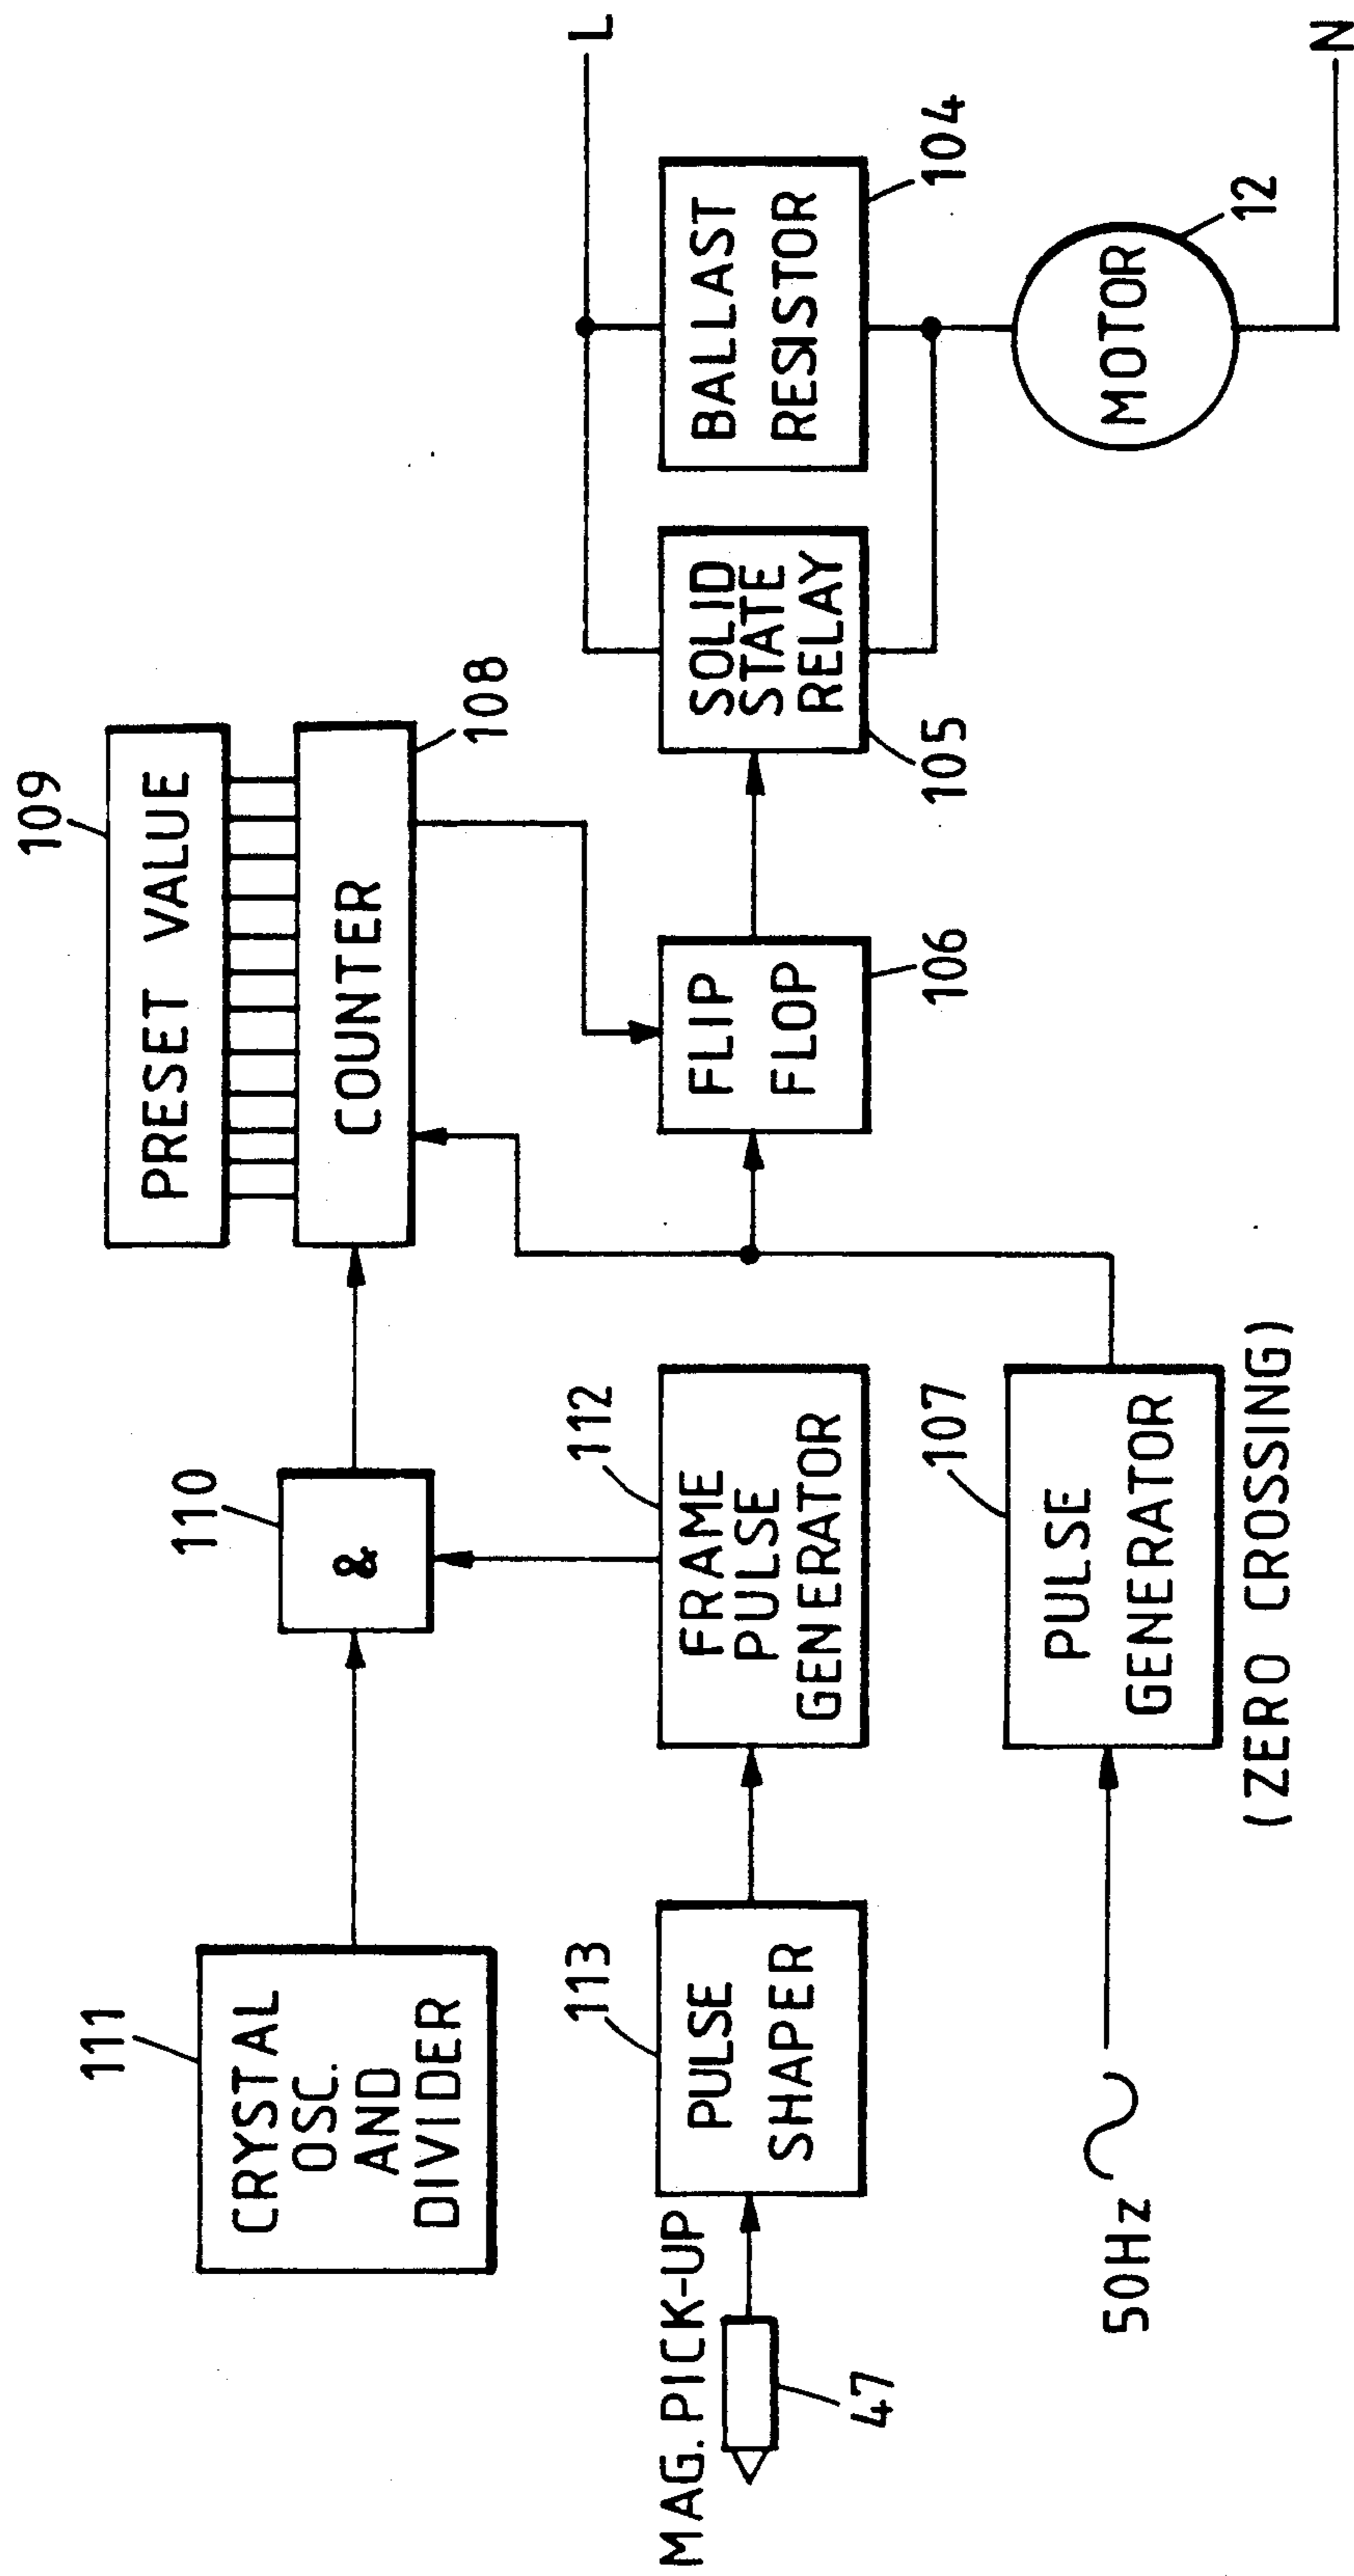 109
PRESET VALUE
COUNTER
108
110
&
111
CRYSTAL
OSC.
AND
DIVIDER
L
113
PULSE
SHAPER
112
FRAME
PULSE
GENERATOR
FLIP
FLOP
106
SOLID
STATE
RELAY
105
BALLAST
RESISTOR
104
MAG. PICK-UP
47
50Hz
107
PULSE
GENERATOR
(ZERO CROSSING)
MOTOR
12
N